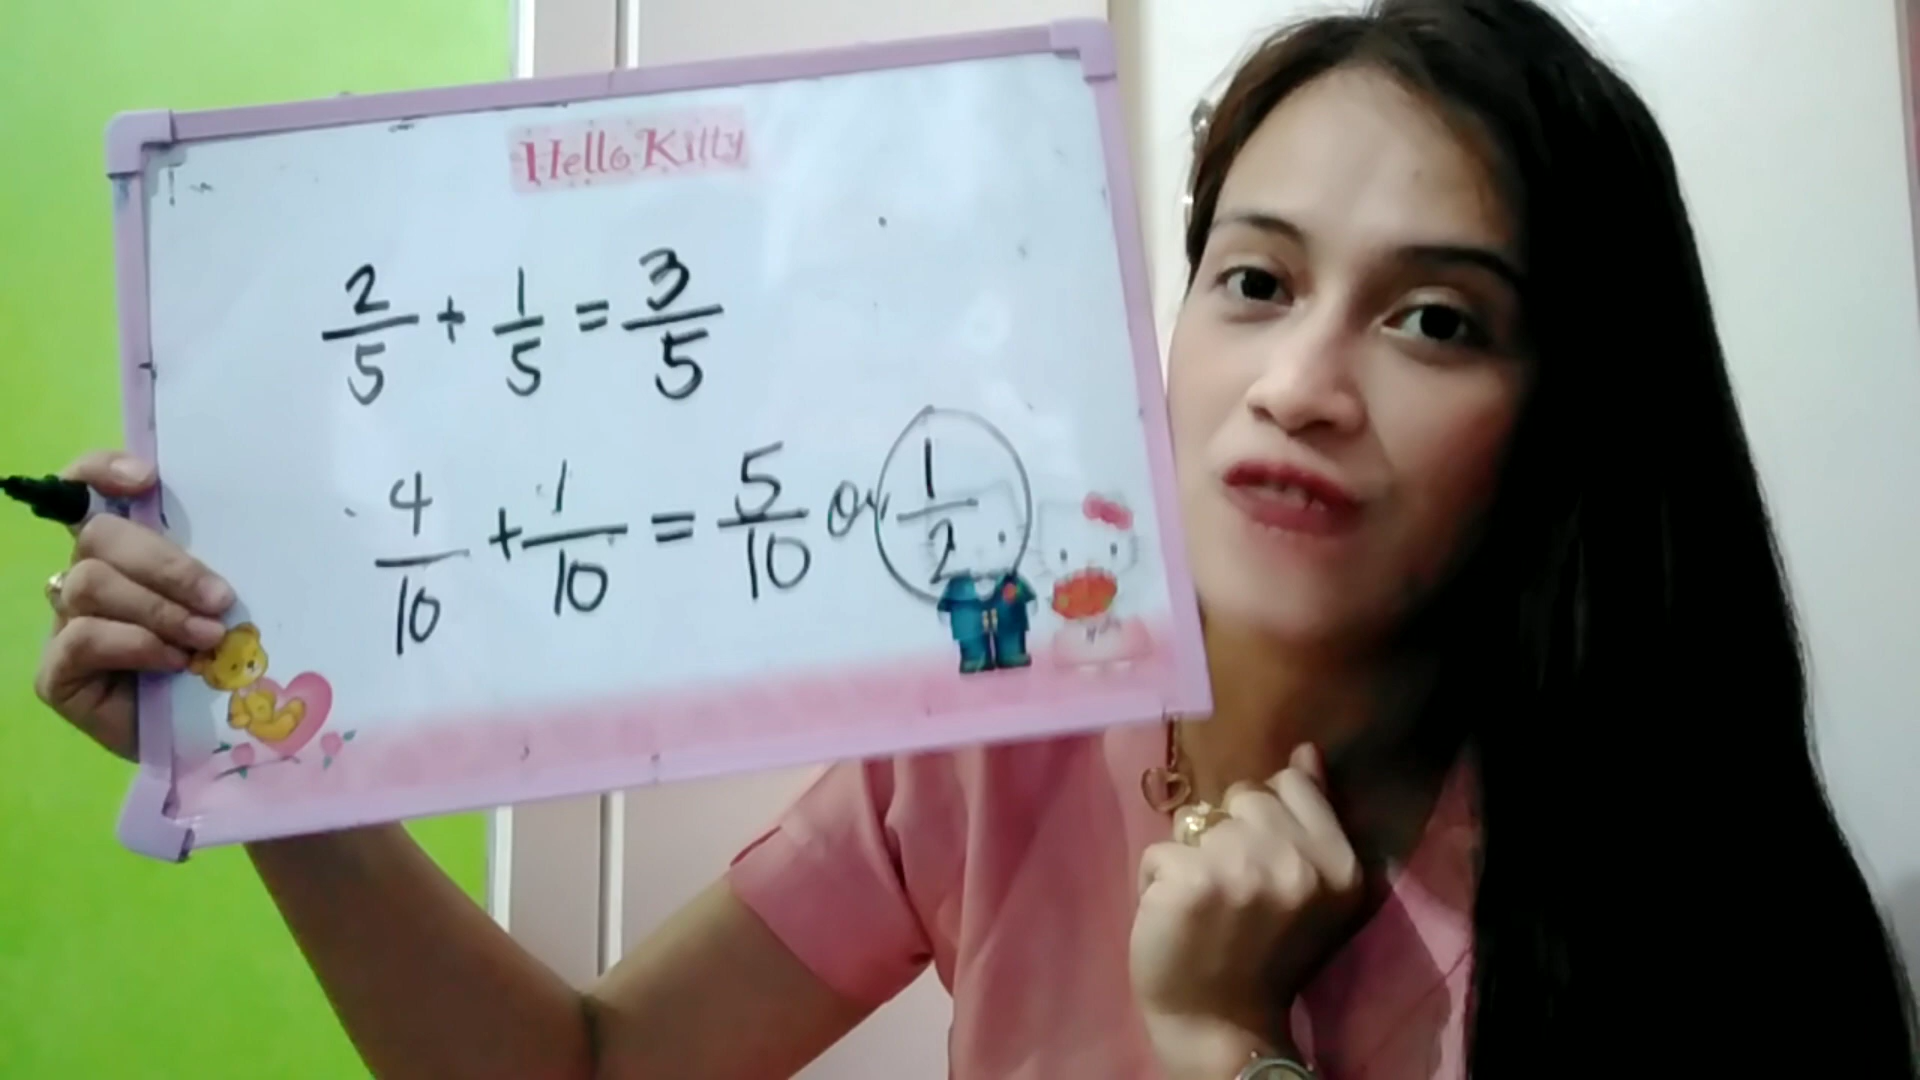 Hello Kitty
2/5 + 1/5 = 3/5
4/10 + 1/10 = 5/10 or 1/2